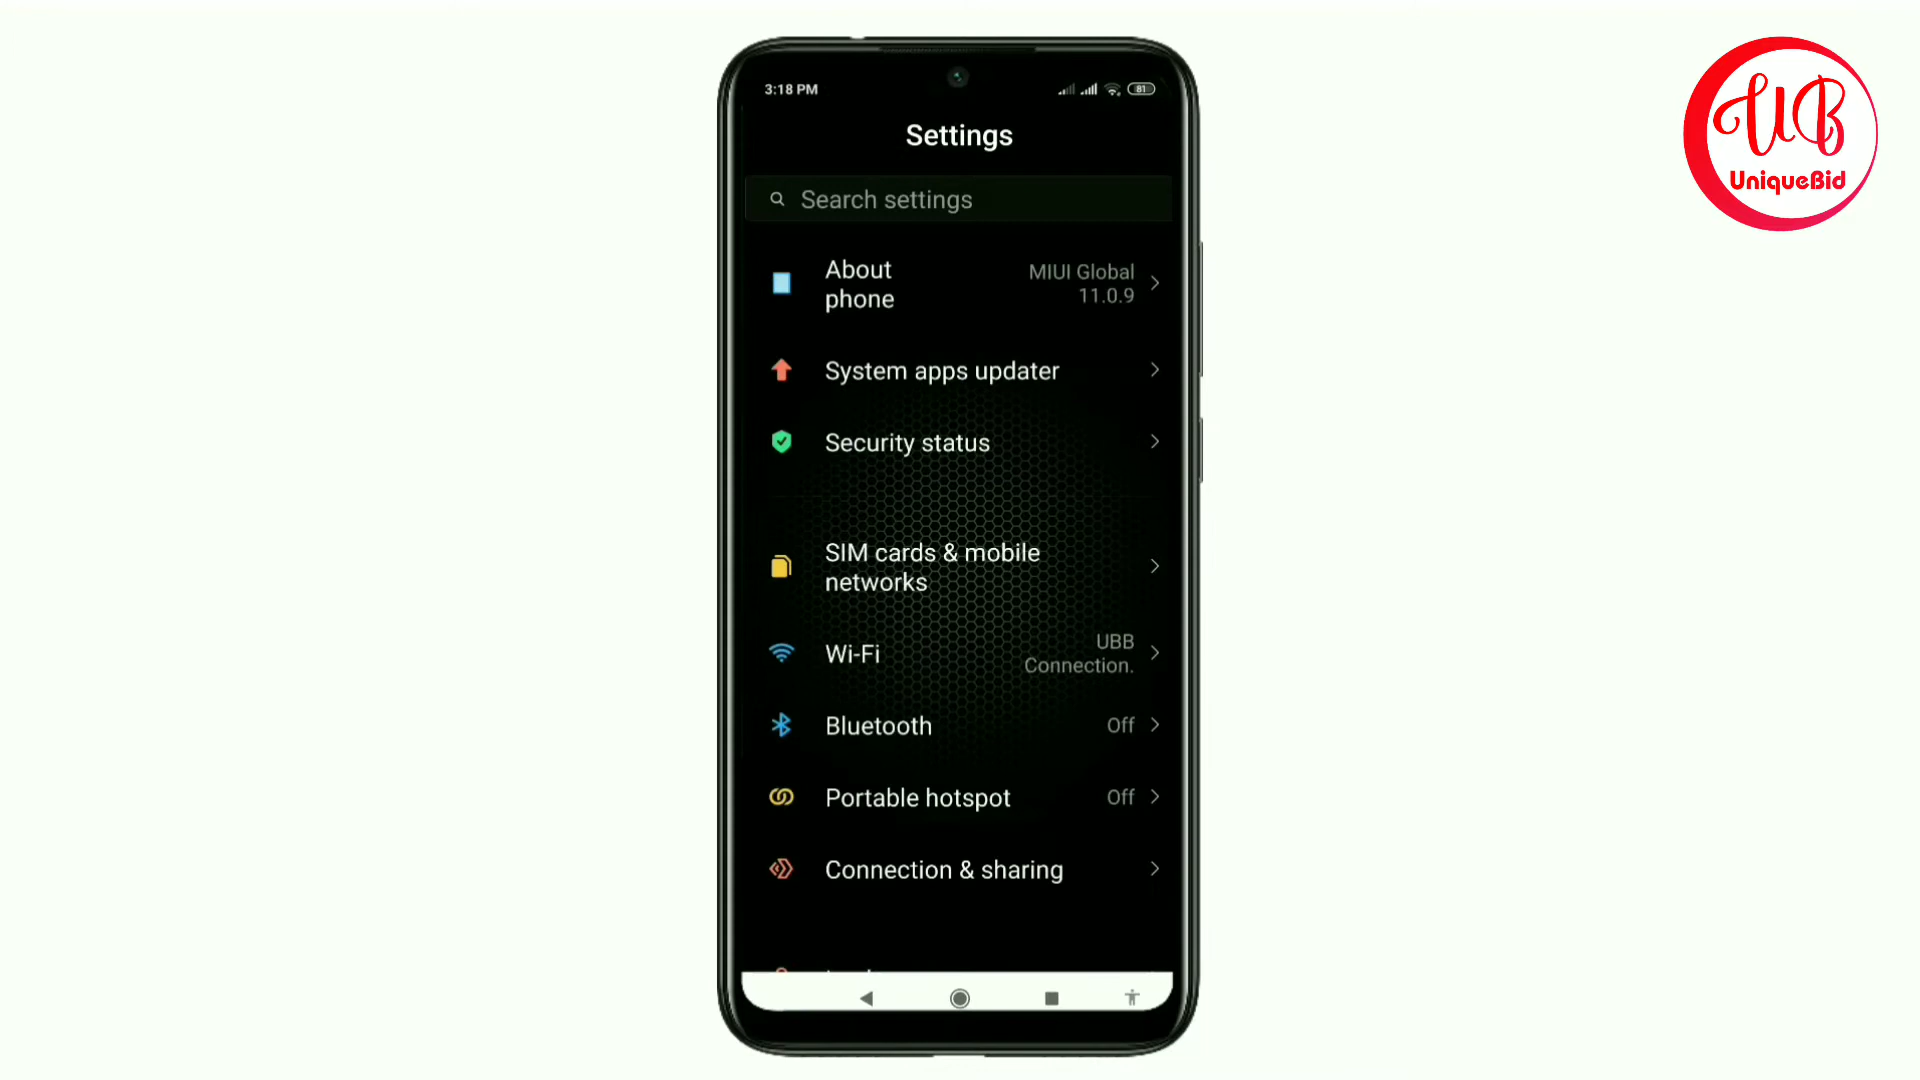 3:18 PM
81
Settings
Search settings
About
phone
MIUI Global
11.0.9
System apps updater
Security status
SIM cards & mobile
networks
Wi-Fi
UBB
Connection.
Bluetooth
Off
Portable hotspot
Off
Connection & sharing
UB
UniqueBid